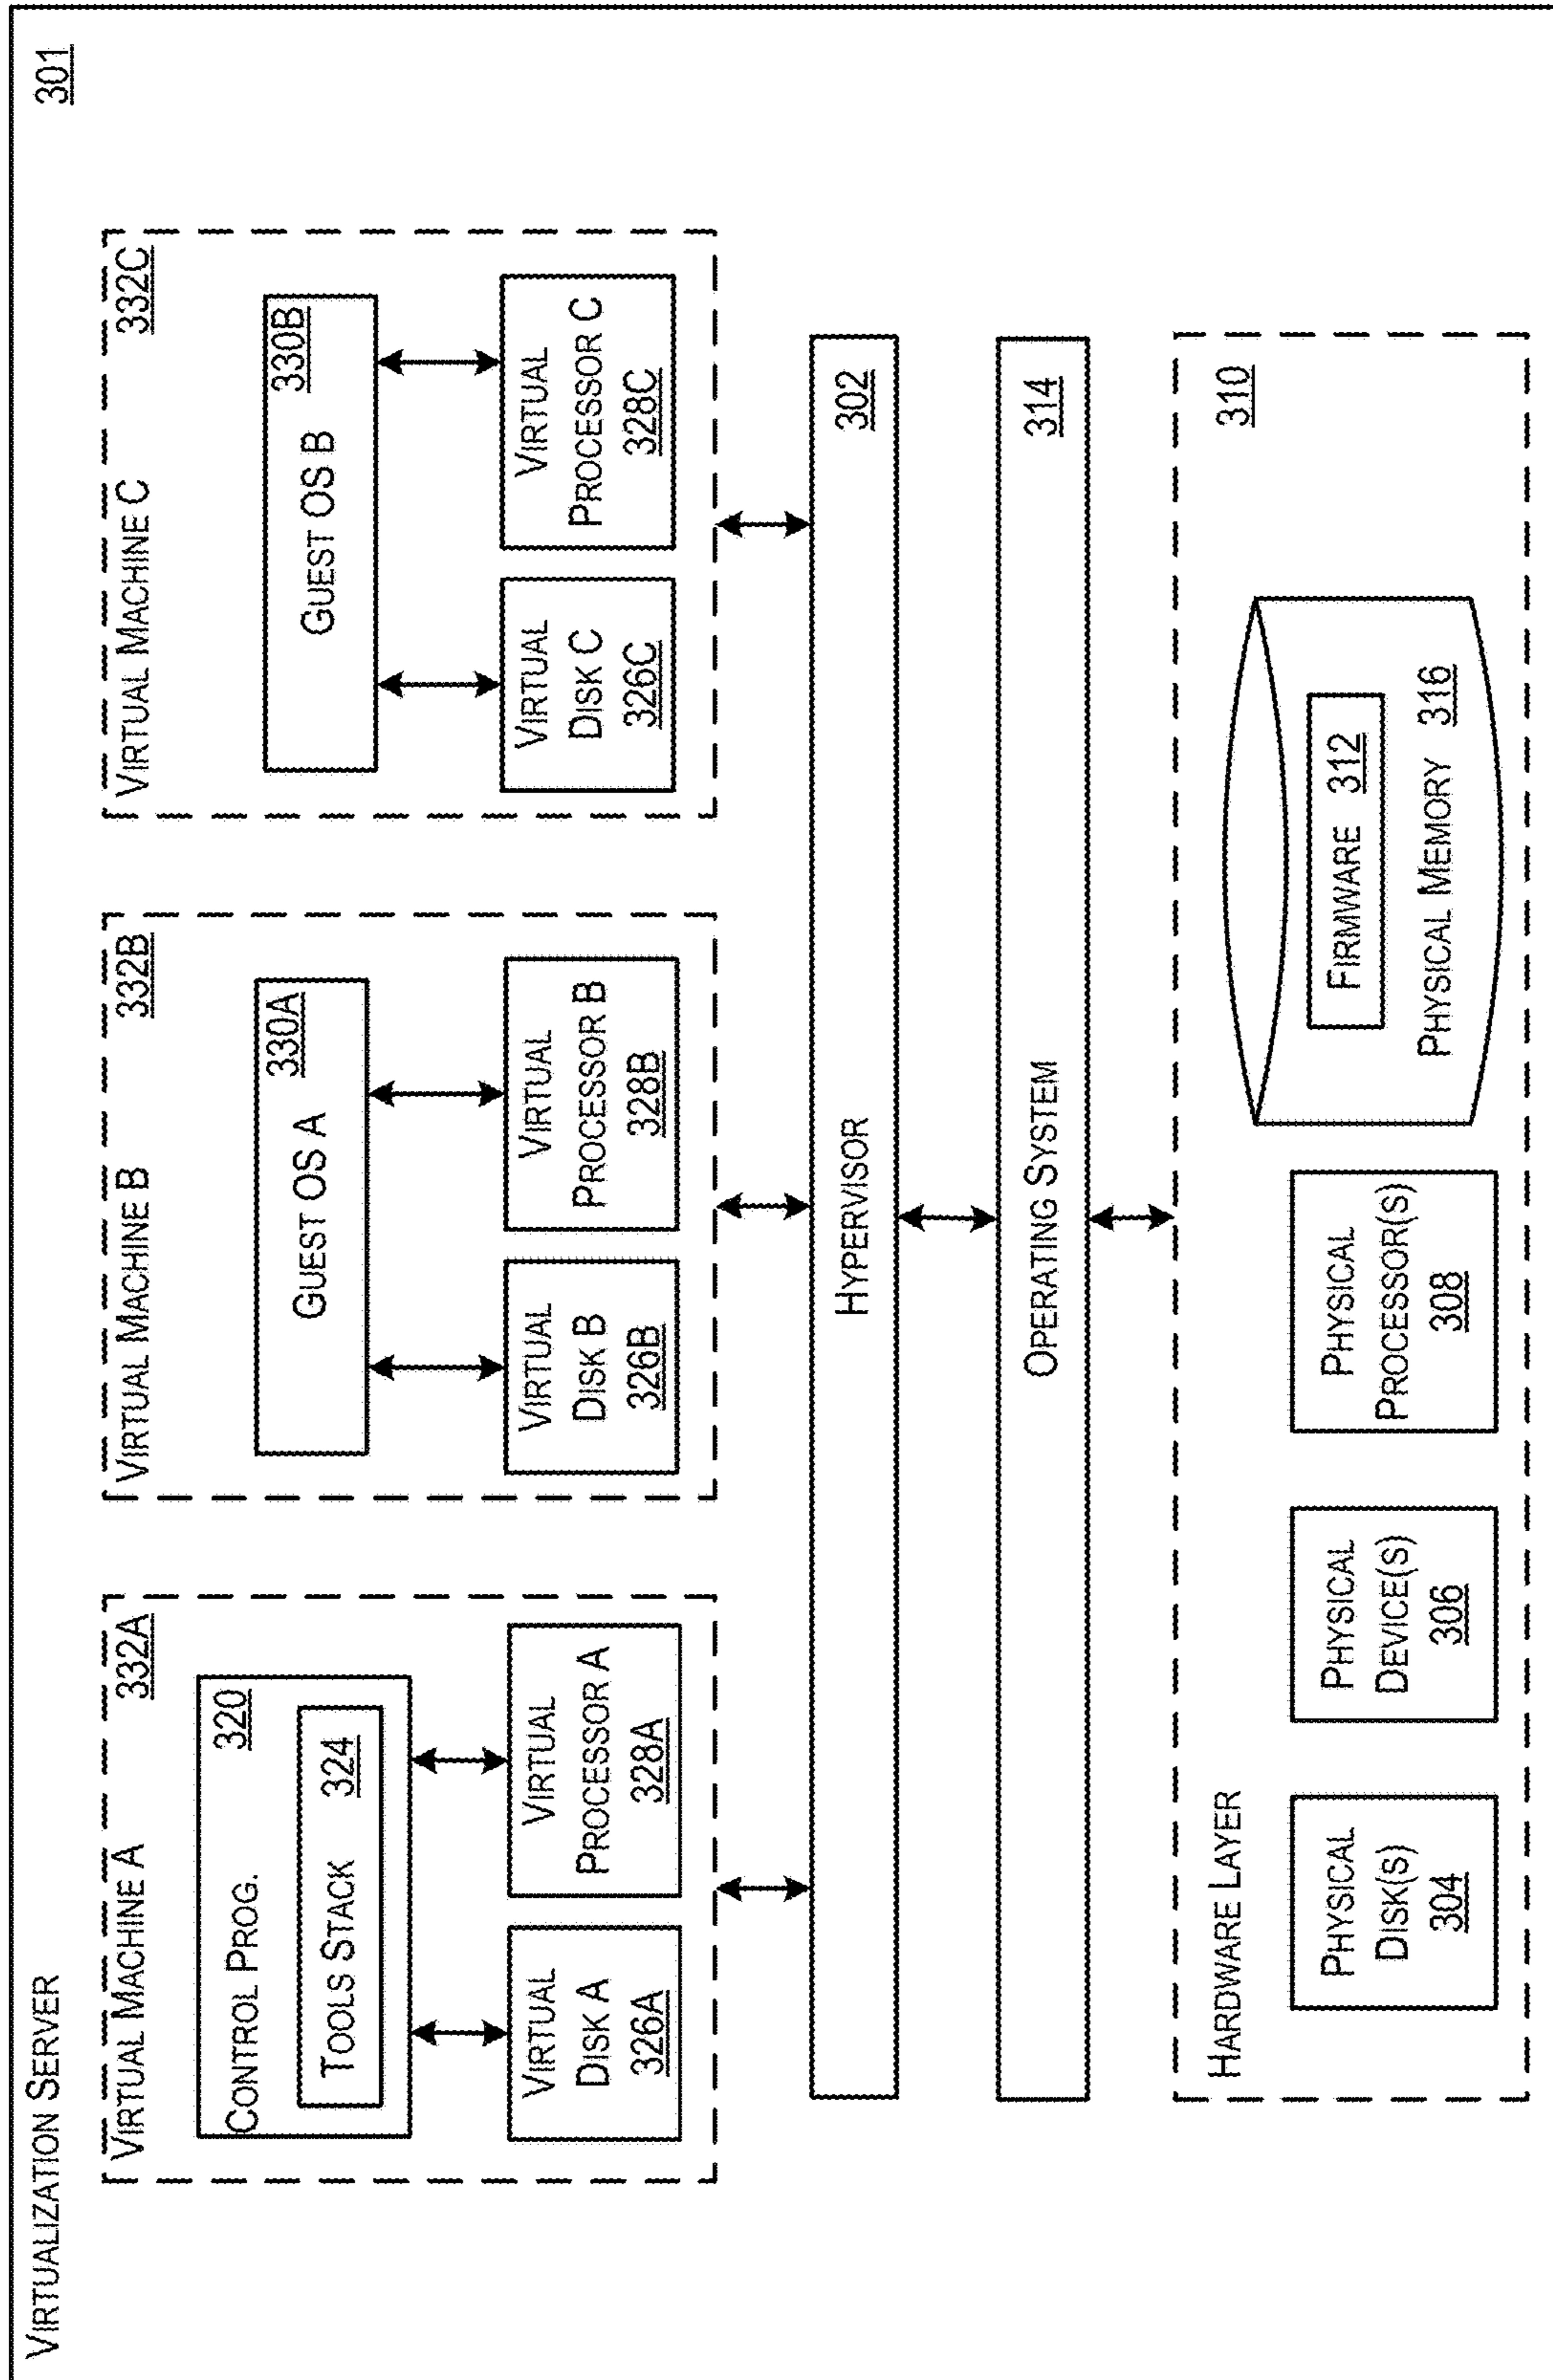 VIRTUALIZATION SERVER
301
VIRTUAL MACHINE A
332A
CONTROL PROG.
320
TOOLS STACK
324
VIRTUAL
DISK A
326A
VIRTUAL
PROCESSOR A
328A
VIRTUAL MACHINE B
332B
GUEST OS A
330A
VIRTUAL
DISK B
326B
VIRTUAL
PROCESSOR B
328B
VIRTUAL MACHINE C
332C
GUEST OS B
330B
VIRTUAL
DISK C
326C
VIRTUAL
PROCESSOR C
328C
HYPERVISOR
302
OPERATING SYSTEM
314
HARDWARE LAYER
310
PHYSICAL
DISK(S)
304
PHYSICAL
DEVICE(S)
306
PHYSICAL
PROCESSOR(S)
308
FIRMWARE 312
PHYSICAL MEMORY 316